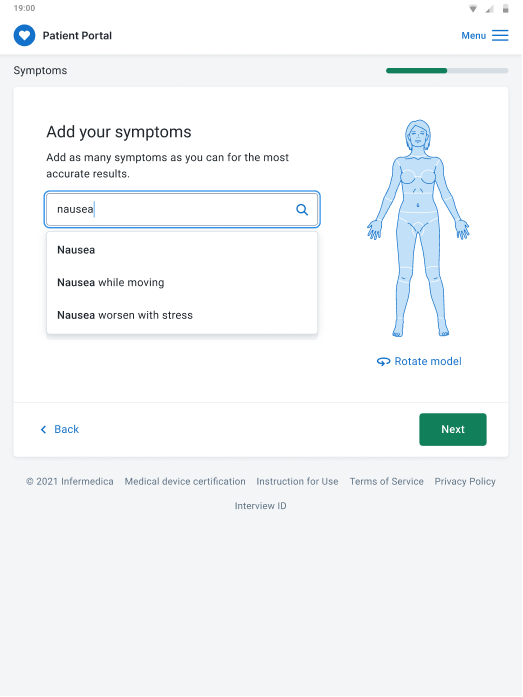 19:00
Patient Portal
Menu
Symptoms
Add your symptoms
Add as many symptoms as you can for the most
accurate results.
nausea
Nausea
Nausea while moving
Nausea worsen with stress
Rotate model
Back
Next
© 2021 Infermedica Medical device certification Instruction for Use Terms of Service Privacy Policy
Interview ID